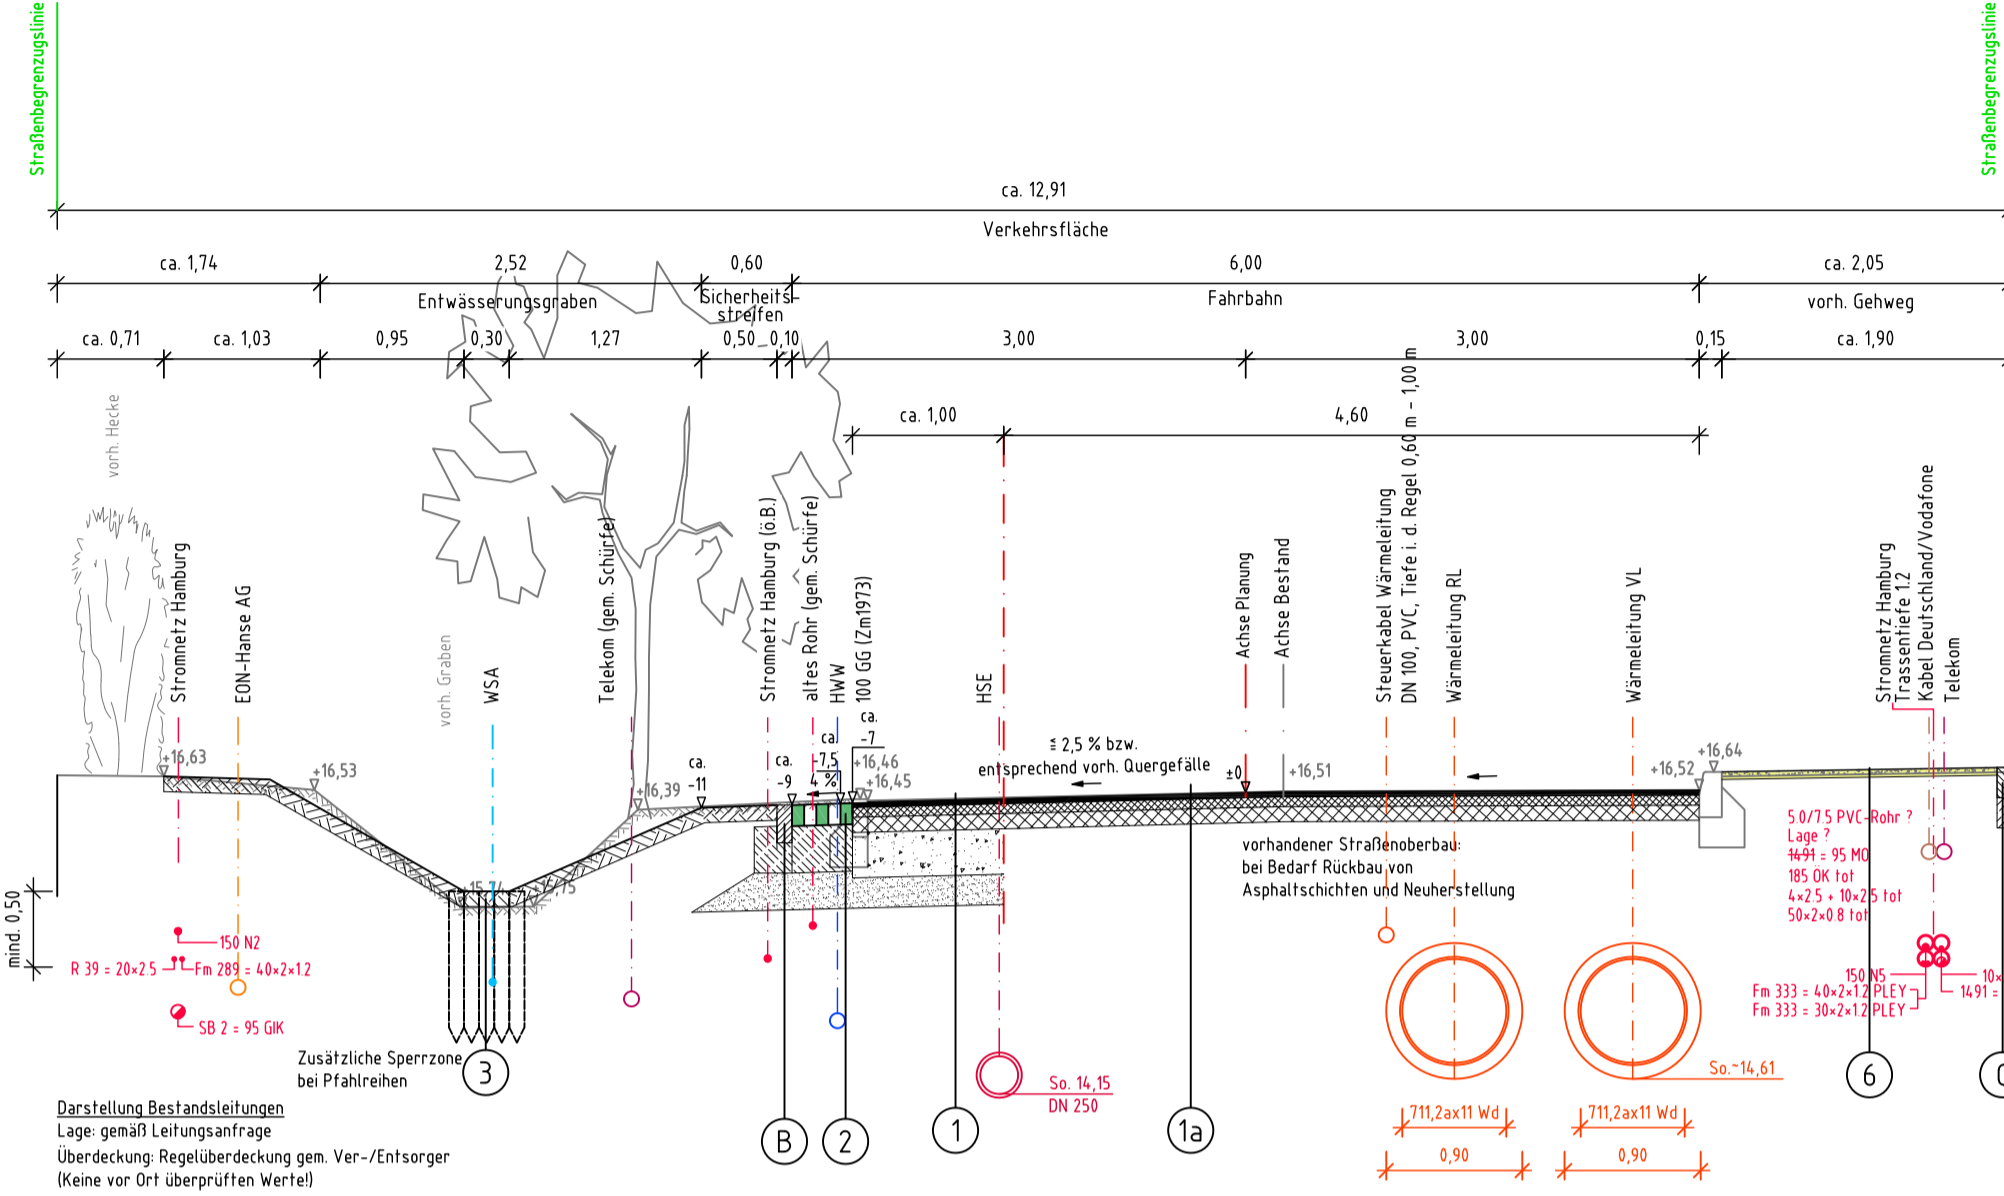 Straßenbegrenzugslinie
Straßenbegrenzugslinie
ca. 12,91
Verkehrsfläche
ca. 1,74
2,52
0,60
6,00
ca. 2,05
Entwässerungsgraben
Sicherheits-
streifen
Fahrbahn
vorh. Gehweg
ca. 0,71
ca. 1,03
0,95
0,30
1,27
0,50
0,10
3,00
3,00
0,15
ca. 1,90
ca. 1,00
4,60
vorh. Hecke
Stromnetz Hamburg
EON-Hanse AG
vorh. Graben
WSA
Telekom (gem. Schürfe)
Stromnetz Hamburg (ö.B.)
altes Rohr (gem. Schürfe)
HWW
100 GG (Zm1973)
HSE
Achse Planung
Achse Bestand
Steuerkabel Wärmeleitung
DN 100, PVC, Tiefe i. d. Regel 0,60 m - 1,00 m
Wärmeleitung RL
Wärmeleitung VL
Stromnetz Hamburg
Trassentiefe 1.2
Kabel Deutschland/Vodafone
Telekom
+16,63
+16,53
+16,39
ca.
-11
ca.
-9
ca.
-7,5
4 %
ca.
-7
+16,46
+16,45
≦ 2,5 % bzw.
entsprechend vorh. Quergefälle
±0
+16,51
+16,52
+16,64
+15,74
+15,75
mind. 0,50
vorhandener Straßenoberbau:
bei Bedarf Rückbau von
Asphaltschichten und Neuherstellung
5.0/7.5 PVC-Rohr ?
Lage ?
1491 = 95 MO
185 OK tot
4×2.5 + 10×2.5 tot
50×2×0.8 tot
150 N2
R 39 = 20×2.5
Fm 289 = 40×2×1.2
SB 2 = 95 GIK
150 N5
10×
Fm 333 = 40×2×1.2 PLEY
1491 =
Fm 333 = 30×2×1.2 PLEY
Zusätzliche Sperrzone
bei Pfahlreihen
3
B
2
1
1a
6
So. 14,15
DN 250
So.~14,61
711,2ax11 Wd
711,2ax11 Wd
0,90
0,90
Darstellung Bestandsleitungen
Lage: gemäß Leitungsanfrage
Überdeckung: Regelüberdeckung gem. Ver-/Entsorger
(Keine vor Ort überprüften Werte!)